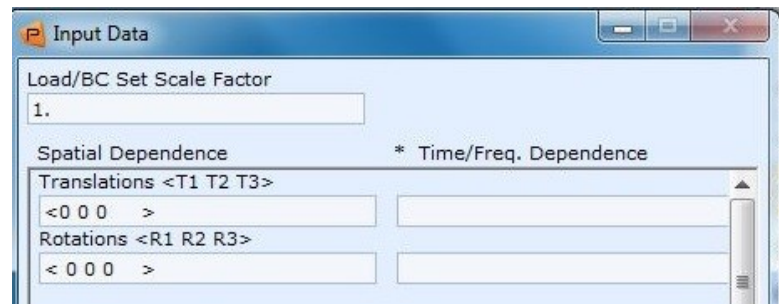 Input Data
Load/BC Set Scale Factor
1.
Spatial Dependence * Time/Freq. Dependence
Translations <T1 T2 T3>
<0 0 0 >
Rotations <R1 R2 R3>
< 0 0 0 >